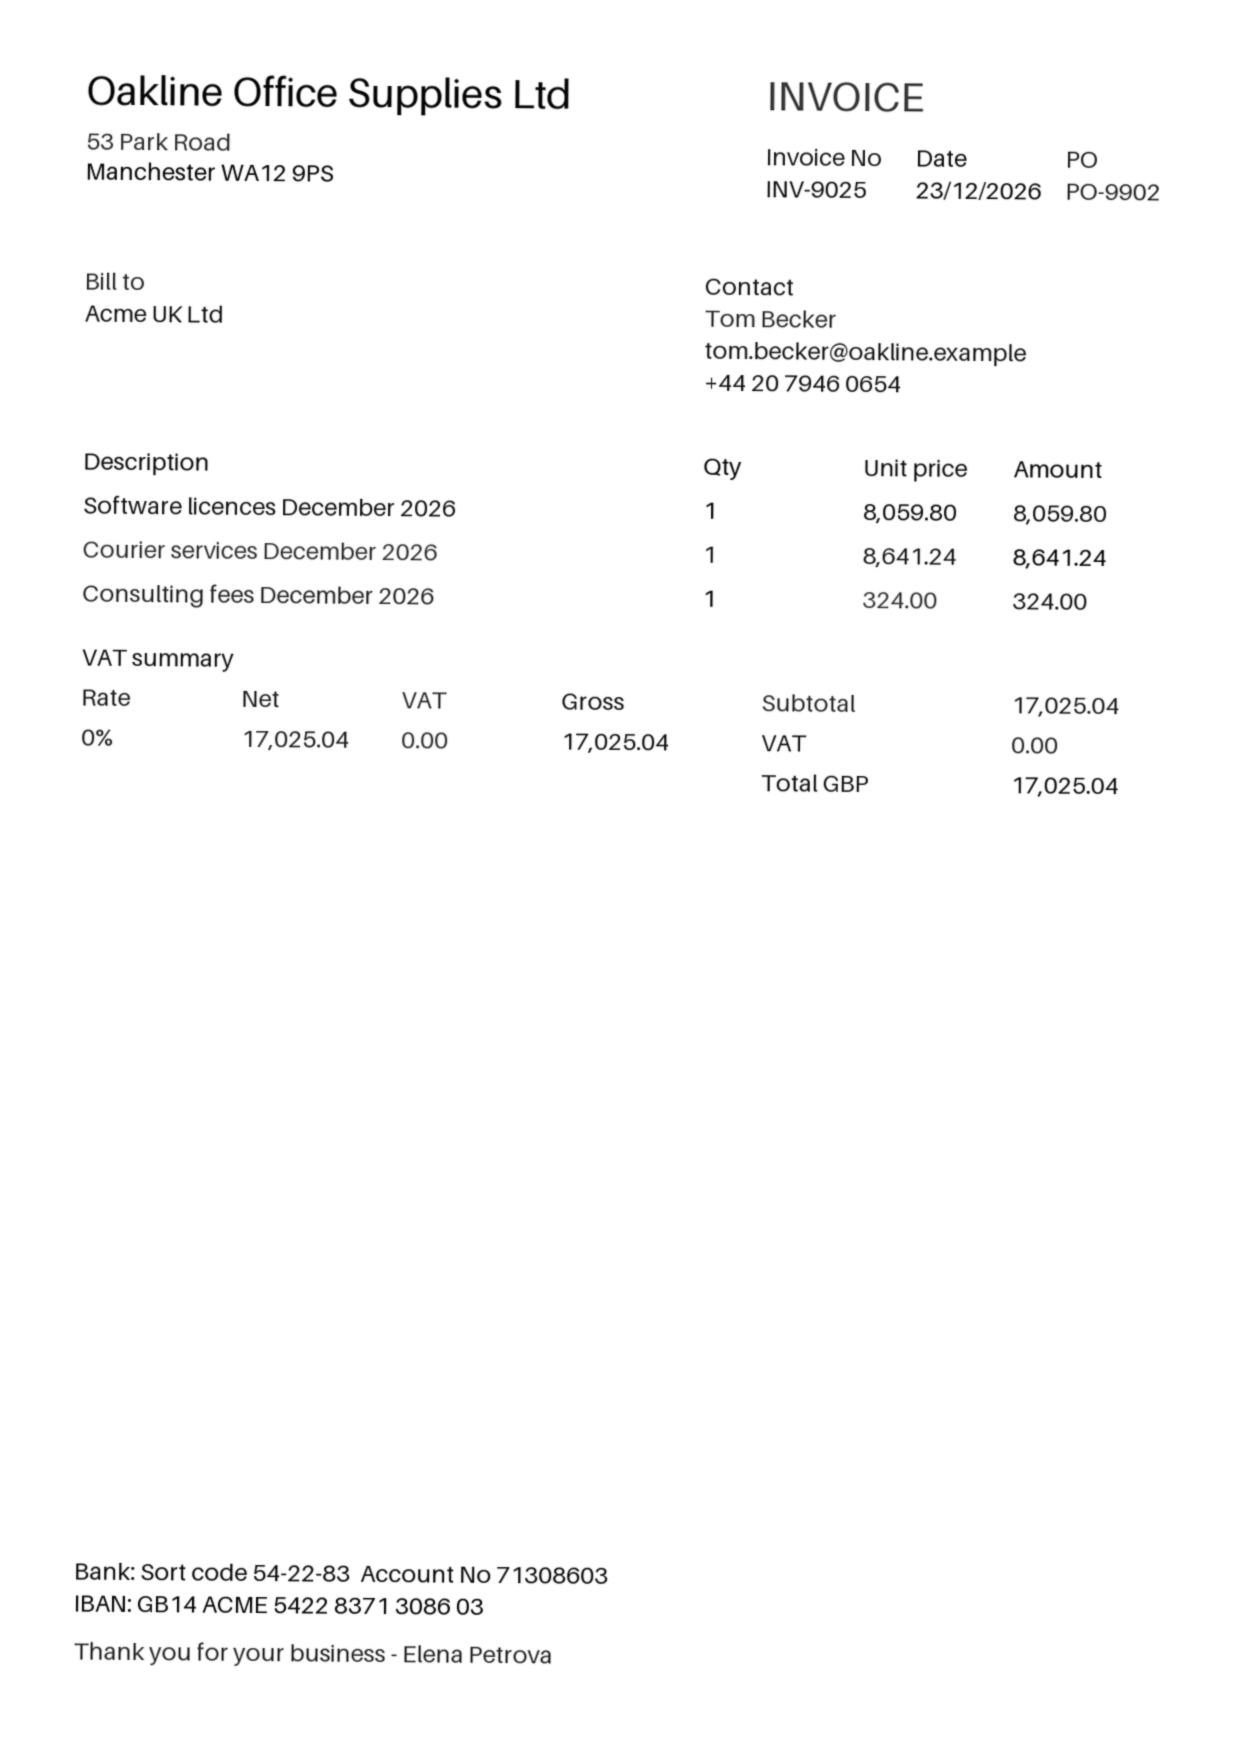 Oakline Office Supplies Ltd
53 Park Road
Manchester WA12 9PS
INVOICE
Invoice No Date PO
INV-9025 23/12/2026 PO-9902
Bill to
Acme UK Ltd
Contact
Tom Becker
tom.becker@oakline.example
+44 20 7946 0654
Description Qty Unit price Amount
Software licences December 2026 1 8,059.80 8,059.80
Courier services December 2026 1 8,641.24 8,641.24
Consulting fees December 2026 1 324.00 324.00
VAT summary
Rate Net VAT Gross
0% 17,025.04 0.00 17,025.04
Subtotal 17,025.04
VAT 0.00
Total GBP 17,025.04
Bank: Sort code 54-22-83 Account No 71308603
IBAN: GB14 ACME 5422 8371 3086 03
Thank you for your business - Elena Petrova